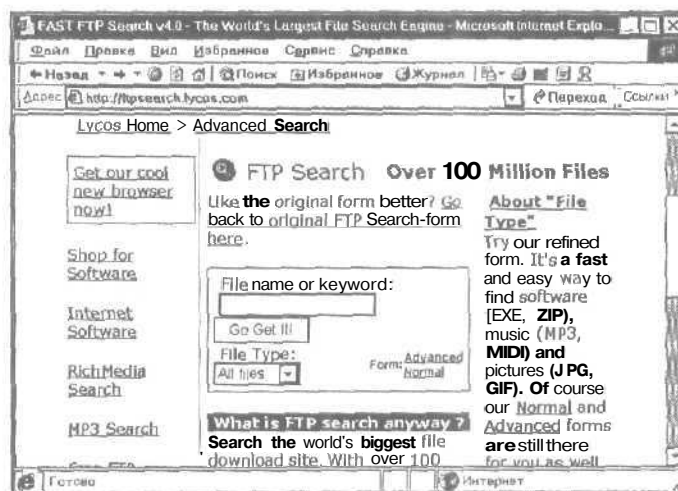 FAST FTP Search v4.0 - The World's Largest File Search Engine - Microsoft Internet Explo...
Файл Правка Вид Избранное Сервис Справка
Назад Поиск Избранное Журнал
Адрес http://ftpsearch.lycos.com Переход Ссылки
Lycos Home > Advanced Search
Get our cool
new browser
now!
Shop for
Software
Internet
Software
RichMedia
Search
MP3 Search
FTP Search Over 100 Million Files
Like the original form better? Go
back to original FTP Search-form
here.
File name or keyword:
Go Get It!
File Type:
All files
Form: Advanced
Normal
What is FTP search anyway?
Search the world's biggest file
download site. With over 100
About "File
Type"
Try our refined
form. It's a fast
and easy way to
find software
[EXE, ZIP),
music (MP3,
MIDI) and
pictures (JPG,
GIF). Of course
our Normal and
Advanced forms
are still there
for you as well
Готово Интернет